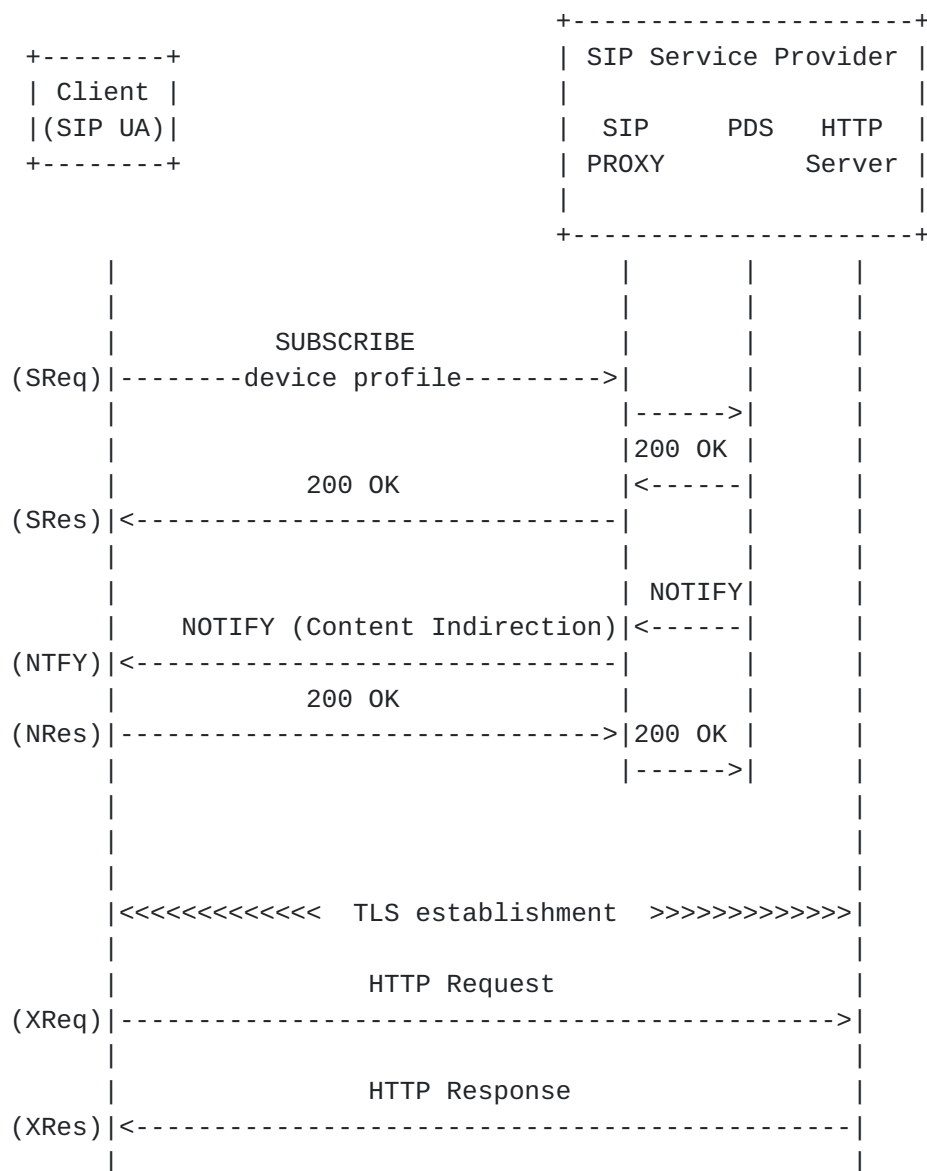 SIP Service Provider
Client
(SIP UA)
SIP PDS HTTP
PROXY Server
SUBSCRIBE
(SReq) device profile
200 OK
200 OK
(SRes)
NOTIFY
NOTIFY (Content Indirection)
(NTFY)
200 OK
(NRes) 200 OK
TLS establishment
HTTP Request
(XReq)
HTTP Response
(XRes)